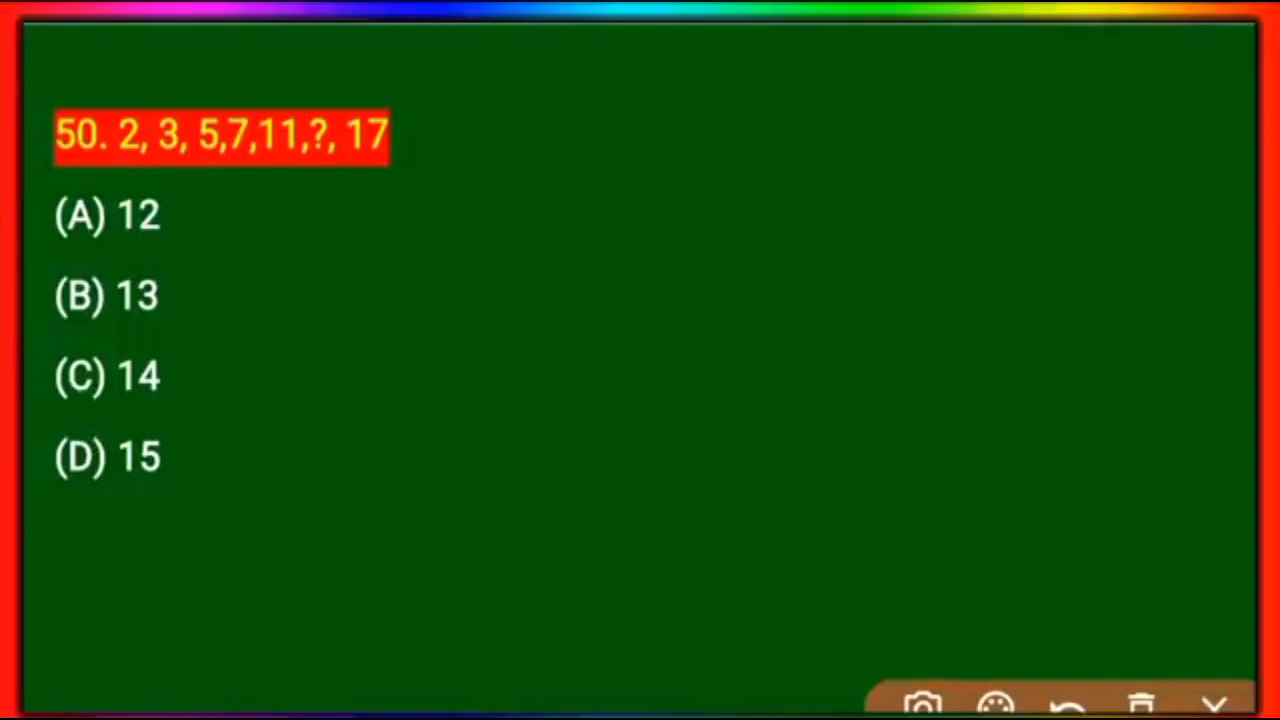 50. 2, 3, 5,7,11,?, 17
(A) 12
(B) 13
(C) 14
(D) 15